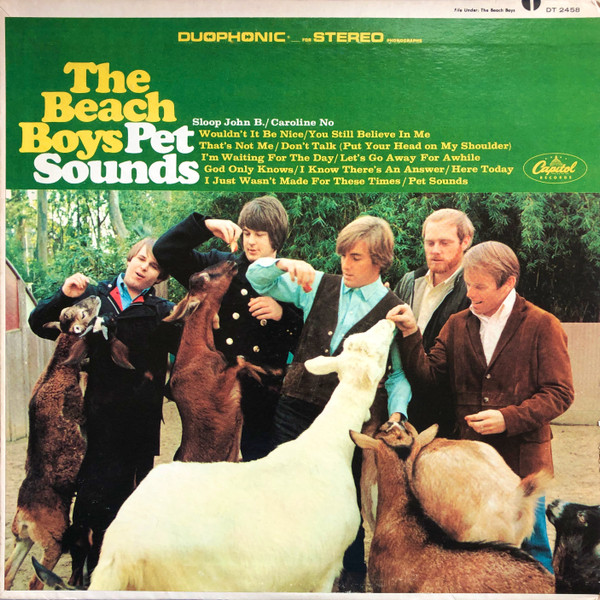 File Under: The Beach Boys DT 2458
DUOPHONIC FOR STEREO PHONOGRAPHS
The
Beach
Boys Pet
Sounds
Sloop John B./Caroline No
Wouldn't It Be Nice/You Still Believe In Me
That's Not Me/Don't Talk (Put Your Head on My Shoulder)
I'm Waiting For The Day/Let's Go Away For Awhile
God Only Knows/I Know There's An Answer/Here Today
I Just Wasn't Made For These Times/Pet Sounds
Capitol
RECORDS